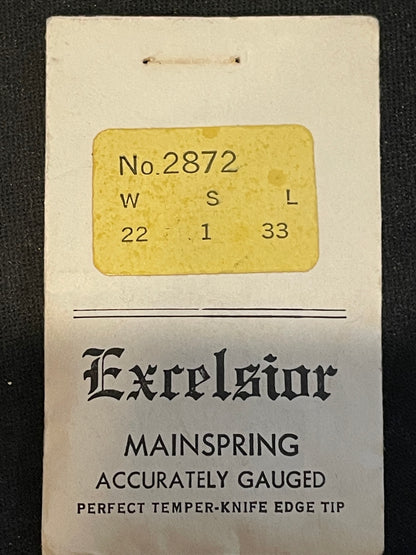 No. 2872
W S L
22 1 33
Excelsior
MAINSPRING
ACCURATELY GAUGED
PERFECT TEMPER-KNIFE EDGE TIP